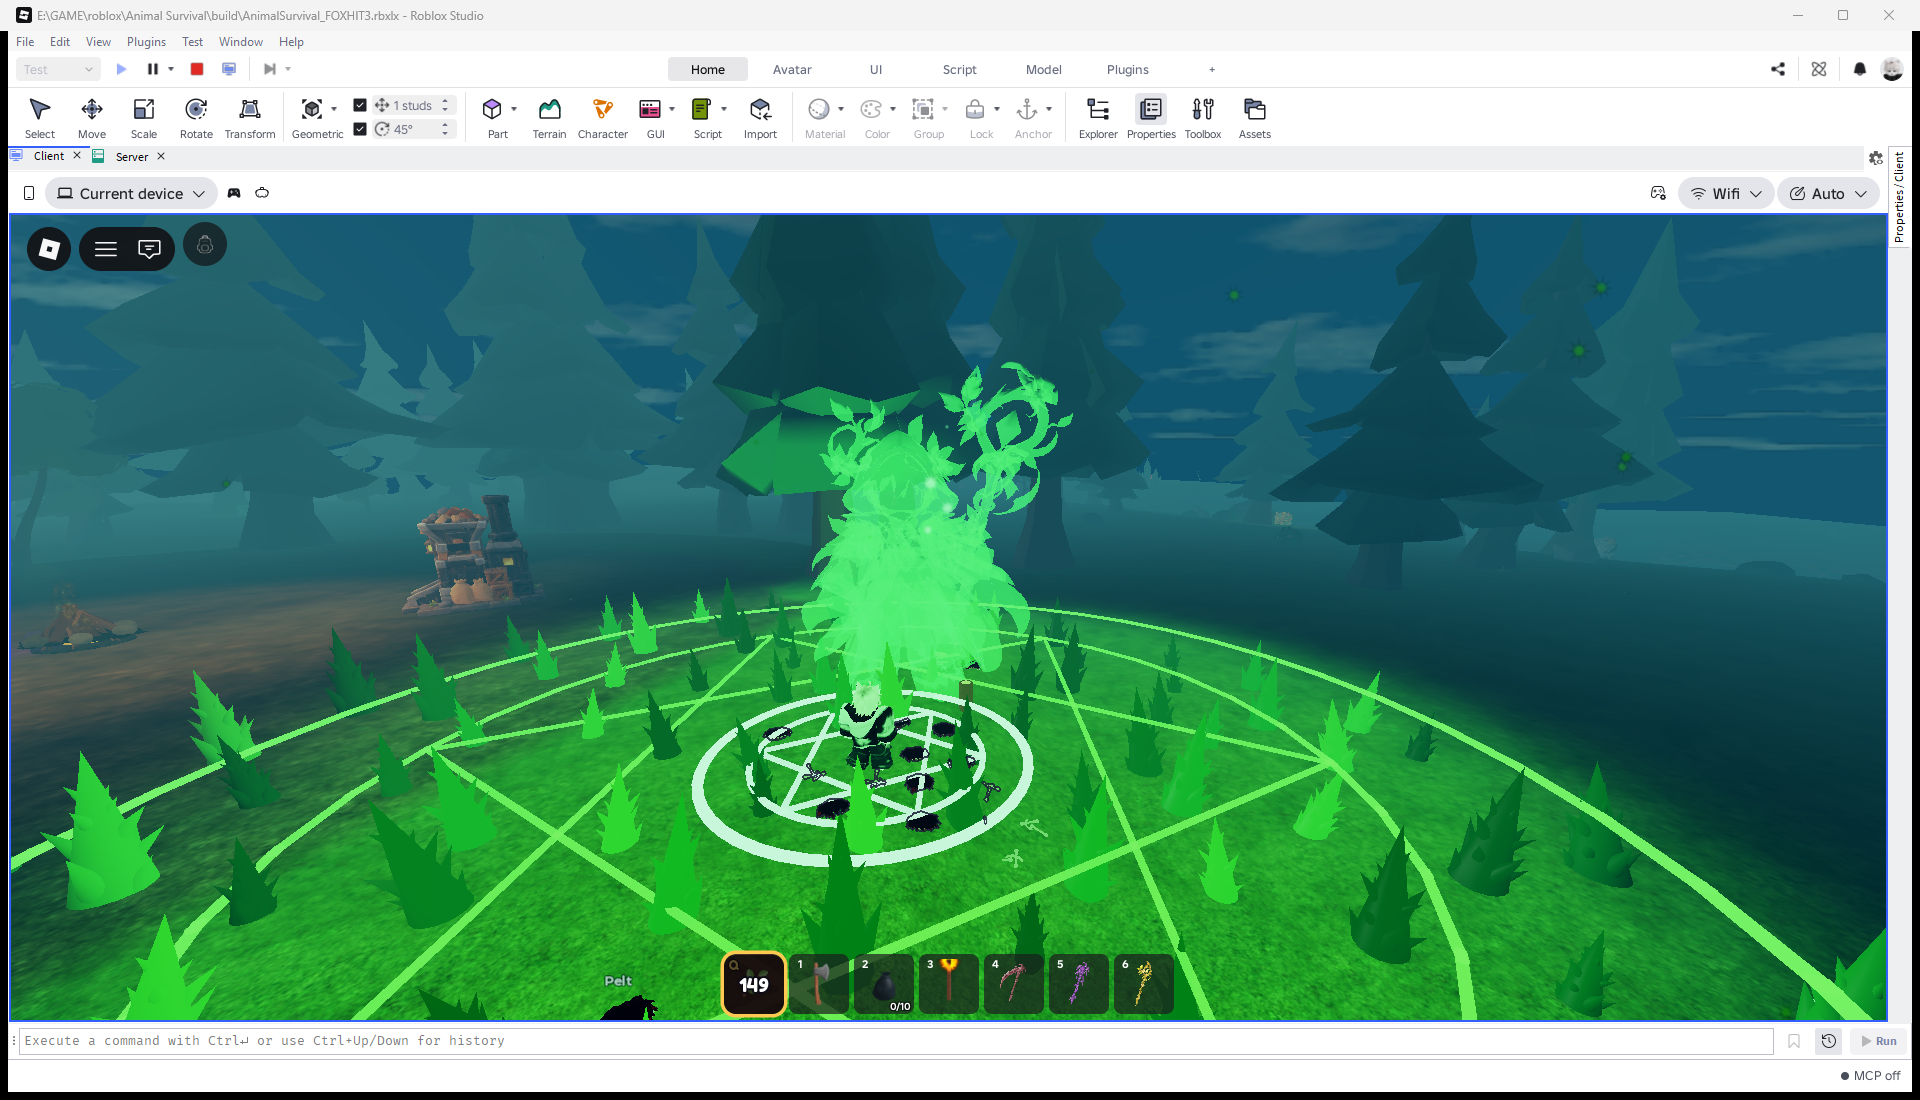 E:\GAME\roblox\Animal Survival\build\AnimalSurvival_FOXHIT3.rbxlx - Roblox Studio
File Edit View Plugins Test Window Help
Test
Home Avatar UI Script Model Plugins +
1 studs
45°
Select Move Scale Rotate Transform Geometric Part Terrain Character GUI Script Import Material Color Group Lock Anchor Explorer Properties Toolbox Assets
Client Server
Current device
Wifi
Auto
Properties / Client
Pelt
Q
149
1
2
0/10
3
4
5
6
Execute a command with Ctrl↵ or use Ctrl+Up/Down for history
Run
MCP off